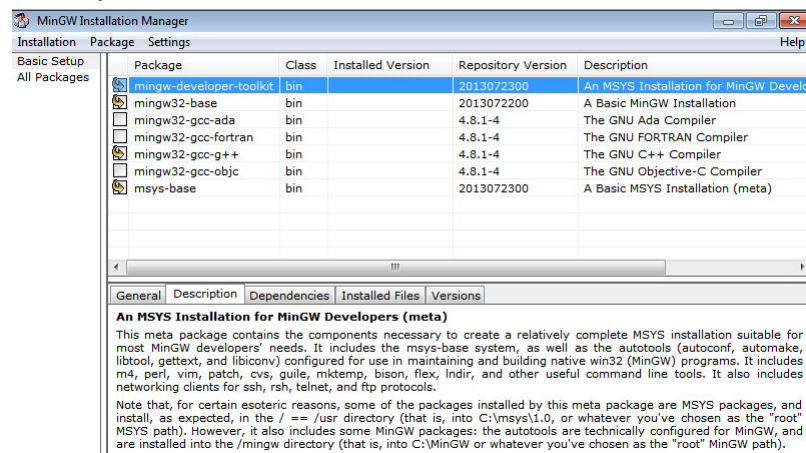 MinGW Installation Manager
Installation Package Settings Help
Basic Setup
All Packages
Package Class Installed Version Repository Version Description
mingw-developer-toolkit bin 2013072300 An MSYS Installation for MinGW Develo
mingw32-base bin 2013072200 A Basic MinGW Installation
mingw32-gcc-ada bin 4.8.1-4 The GNU Ada Compiler
mingw32-gcc-fortran bin 4.8.1-4 The GNU FORTRAN Compiler
mingw32-gcc-g++ bin 4.8.1-4 The GNU C++ Compiler
mingw32-gcc-objc bin 4.8.1-4 The GNU Objective-C Compiler
msys-base bin 2013072300 A Basic MSYS Installation (meta)
General Description Dependencies Installed Files Versions
An MSYS Installation for MinGW Developers (meta)
This meta package contains the components necessary to create a relatively complete MSYS installation suitable for
most MinGW developers' needs. It includes the msys-base system, as well as the autotools (autoconf, automake,
libtool, gettext, and libiconv) configured for use in maintaining and building native win32 (MinGW) programs. It includes
m4, perl, vim, patch, cvs, guile, mktemp, bison, flex, lndir, and other useful command line tools. It also includes
networking clients for ssh, rsh, telnet, and ftp protocols.
Note that, for certain esoteric reasons, some of the packages installed by this meta package are MSYS packages, and
install, as expected, in the / == /usr directory (that is, into C:\msys\1.0, or whatever you've chosen as the "root"
MSYS path). However, it also includes some MinGW packages: the autotools are technically configured for MinGW, and
are installed into the /mingw directory (that is, into C:\MinGW or whatever you've chosen as the "root" MinGW path).